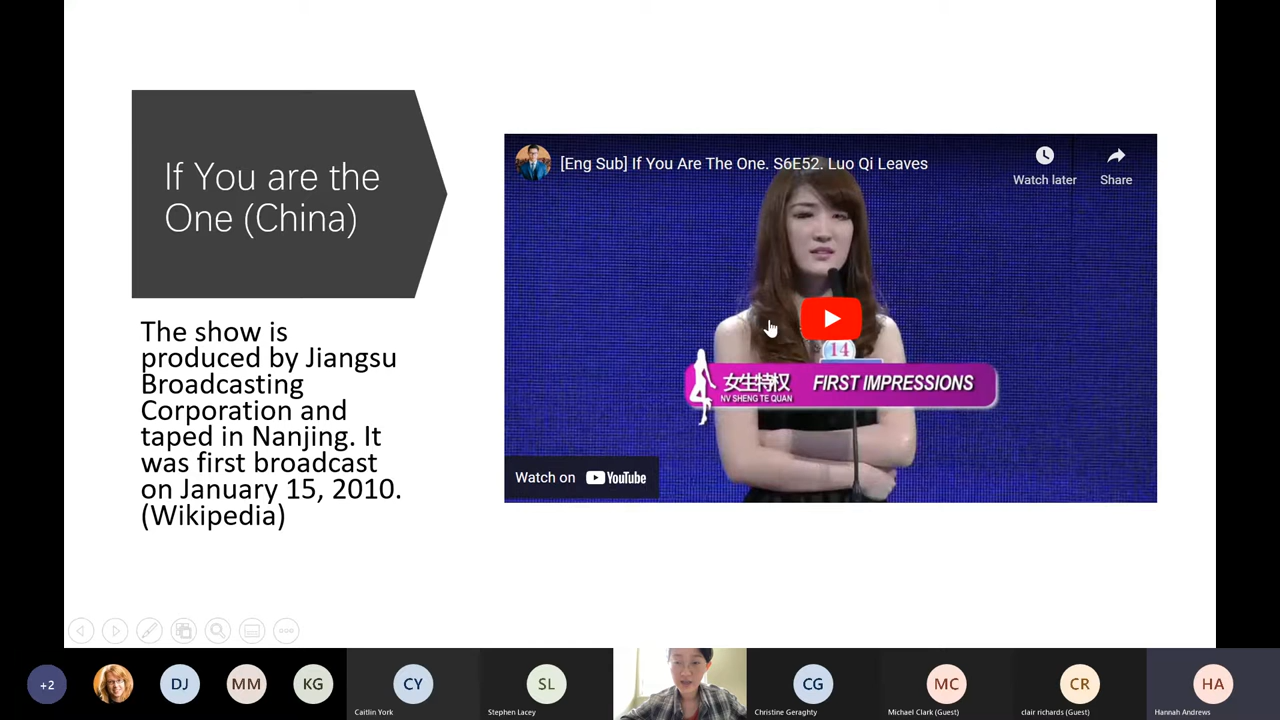 If You are the
One (China)
The show is
produced by Jiangsu
Broadcasting
Corporation and
taped in Nanjing. It
was first broadcast
on January 15, 2010.
(Wikipedia)
[Eng Sub] If You Are The One. S6E52. Luo Qi Leaves
Watch later
Share
14
女生特权 FIRST IMPRESSIONS
NV SHENG TE QUAN
Watch on YouTube
+2
DJ
MM
KG
CY
Caitlin York
SL
Stephen Lacey
CG
Christine Geraghty
MC
Michael Clark (Guest)
CR
clair richards (Guest)
HA
Hannah Andrews